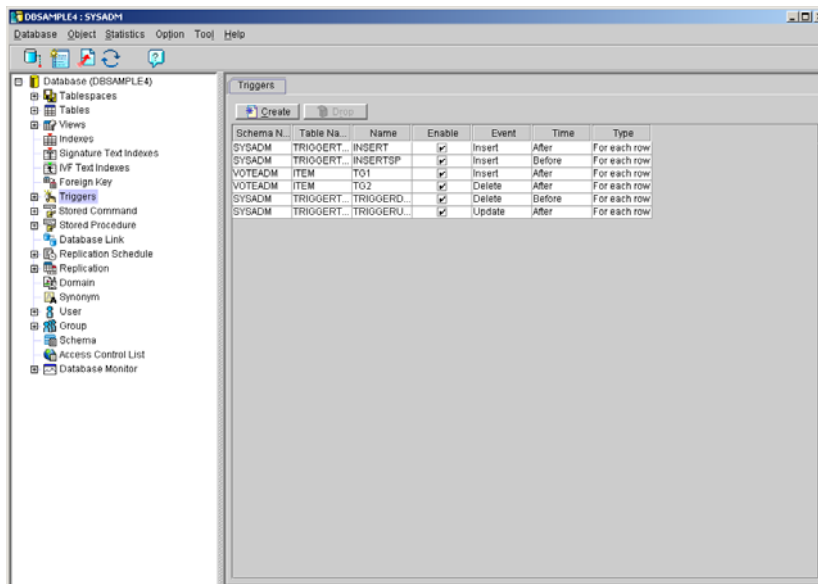 DBSAMPLE4 : SYSADM
Database Object Statistics Option Tool Help
Database (DBSAMPLE4)
Tablespaces
Tables
Views
Indexes
Signature Text Indexes
IVF Text Indexes
Foreign Key
Triggers
Stored Command
Stored Procedure
Database Link
Replication Schedule
Replication
Domain
Synonym
User
Group
Schema
Access Control List
Database Monitor
Triggers
Create Drop
Schema N... Table Na... Name Enable Event Time Type
SYSADM TRIGGERT... INSERT Insert After For each row
SYSADM TRIGGERT... INSERTSP Insert Before For each row
VOTEADM ITEM TG1 Insert After For each row
VOTEADM ITEM TG2 Delete After For each row
SYSADM TRIGGERT... TRIGGERD... Delete Before For each row
SYSADM TRIGGERT... TRIGGERU... Update After For each row